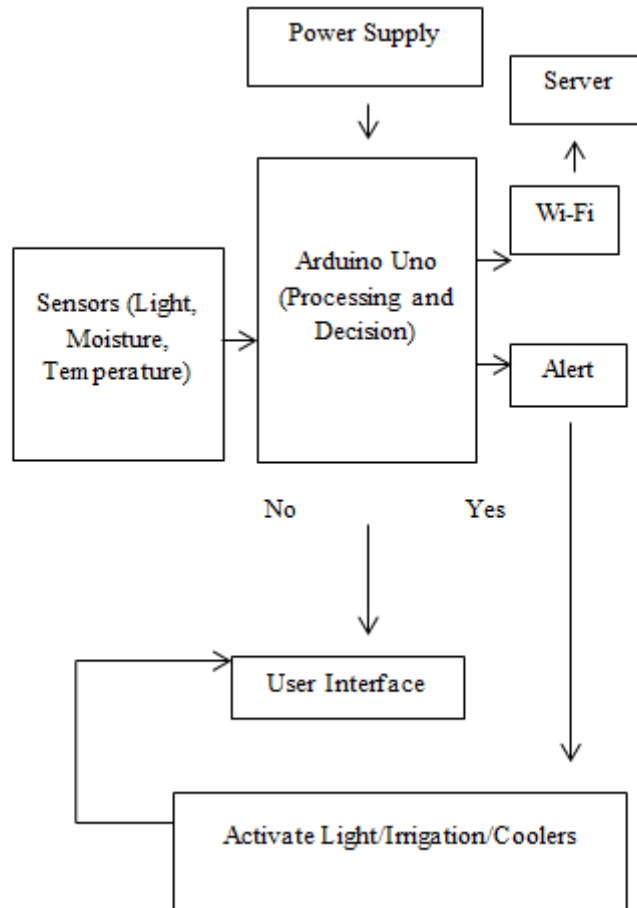 Power Supply
Server
Wi-Fi
Arduino Uno
(Processing and
Decision)
Sensors (Light,
Moisture,
Temperature)
Alert
No
Yes
User Interface
Activate Light/Irrigation/Coolers